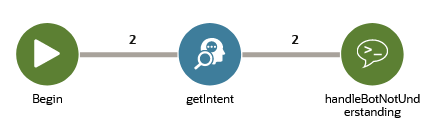 2
2
Begin
getIntent
handleBotNotUnd
erstanding